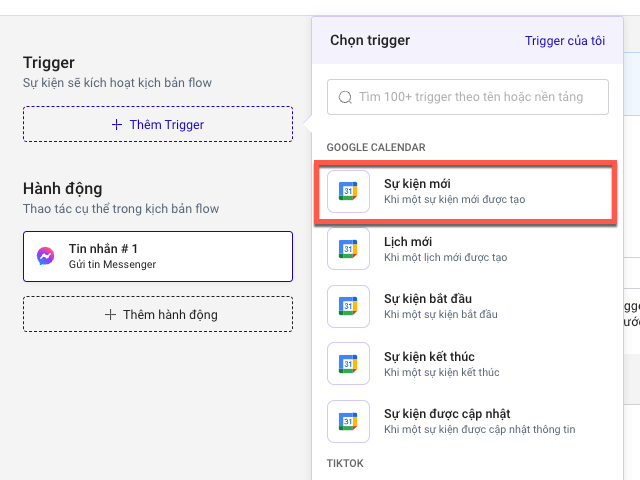 Trigger
Sự kiện sẽ kích hoạt kịch bản flow
Thêm Trigger
Hành động
Thao tác cụ thể trong kịch bản flow
Tin nhắn # 1
Gửi tin Messenger
Thêm hành động
Chọn trigger
Trigger của tôi
Tìm 100+ trigger theo tên hoặc nền tảng
GOOGLE CALENDAR
31
Sự kiện mới
Khi một sự kiện mới được tạo
31
Lịch mới
Khi một lịch mới được tạo
31
Sự kiện bắt đầu
Khi một sự kiện bắt đầu
31
Sự kiện kết thúc
Khi một sự kiện kết thúc
31
Sự kiện được cập nhật
Khi một sự kiện được cập nhật thông tin
TIKTOK